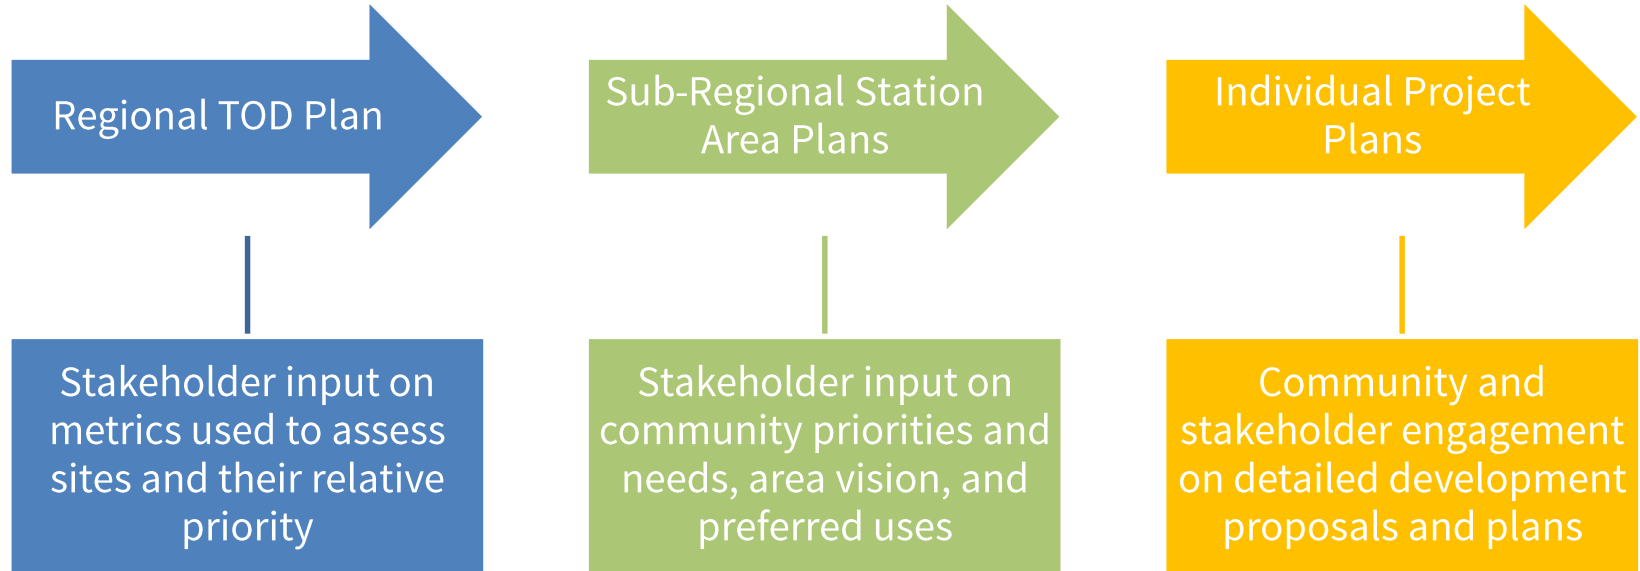 Regional TOD Plan
Sub-Regional Station
Area Plans
Individual Project
Plans
Stakeholder input on
metrics used to assess
sites and their relative
priority
Stakeholder input on
community priorities and
needs, area vision, and
preferred uses
Community and
stakeholder engagement
on detailed development
proposals and plans